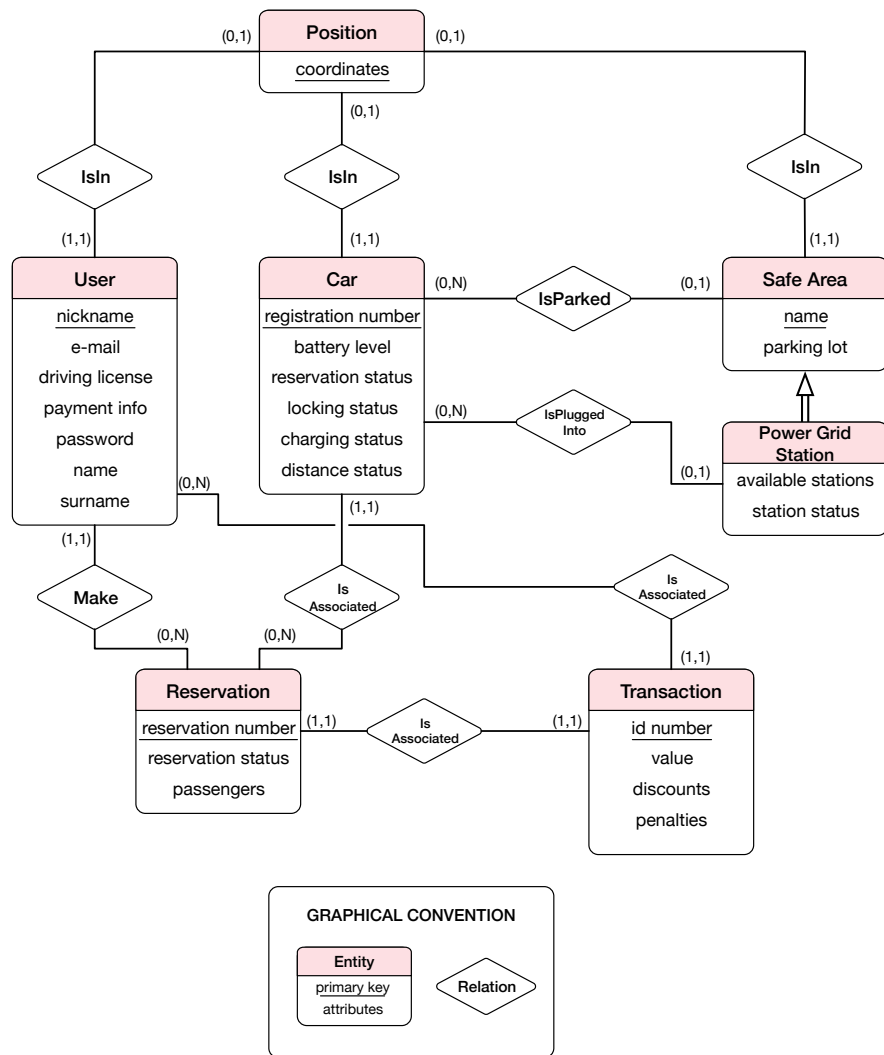 (0,1)
Position
(0,1)
coordinates
(0,1)
IsIn
IsIn
IsIn
(1,1)
(1,1)
(1,1)
User
nickname
e-mail
driving license
payment info
password
name
surname
Car
registration number
battery level
reservation status
locking status
charging status
distance status
(0,N)
IsParked
(0,1)
Safe Area
name
parking lot
(0,N)
IsPlugged
Into
(0,1)
Power Grid
Station
available stations
station status
(0,N)
(1,1)
(1,1)
Make
Is
Associated
Is
Associated
(0,N)
(0,N)
(1,1)
Reservation
reservation number
reservation status
passengers
(1,1)
Is
Associated
(1,1)
Transaction
id number
value
discounts
penalties
GRAPHICAL CONVENTION
Entity
primary key
attributes
Relation